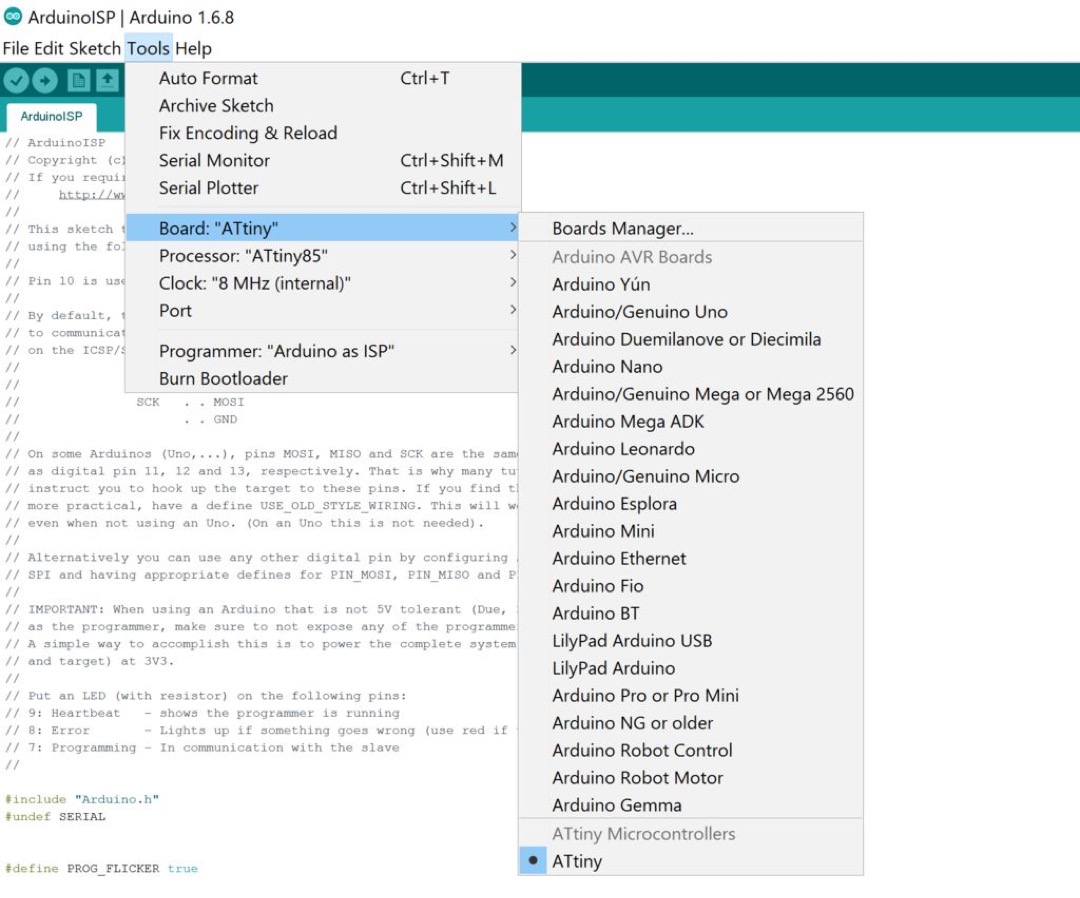 ArduinoISP | Arduino 1.6.8
File Edit Sketch Tools Help
Auto Format Ctrl+T
Archive Sketch
Fix Encoding & Reload
Serial Monitor Ctrl+Shift+M
Serial Plotter Ctrl+Shift+L
Board: "ATtiny"
Processor: "ATtiny85"
Clock: "8 MHz (internal)"
Port
Programmer: "Arduino as ISP"
Burn Bootloader
Boards Manager...
Arduino AVR Boards
Arduino Yún
Arduino/Genuino Uno
Arduino Duemilanove or Diecimila
Arduino Nano
Arduino/Genuino Mega or Mega 2560
Arduino Mega ADK
Arduino Leonardo
Arduino/Genuino Micro
Arduino Esplora
Arduino Mini
Arduino Ethernet
Arduino Fio
Arduino BT
LilyPad Arduino USB
LilyPad Arduino
Arduino Pro or Pro Mini
Arduino NG or older
Arduino Robot Control
Arduino Robot Motor
Arduino Gemma
ATtiny Microcontrollers
ATtiny
ArduinoISP
// ArduinoISP
// Copyright (c)
// If you requi
// http://w
//
// This sketch
// using the fo
//
// Pin 10 is use
//
// By default,
// to communicat
// on the ICSP/
//
//
// SCK . . MOSI
// . . GND
//
// On some Arduinos (Uno,...), pins MOSI, MISO and SCK are the same
// as digital pin 11, 12 and 13, respectively. That is why many tu
// instruct you to hook up the target to these pins. If you find t
// more practical, have a define USE_OLD_STYLE_WIRING. This will w
// even when not using an Uno. (On an Uno this is not needed).
//
// Alternatively you can use any other digital pin by configuring
// SPI and having appropriate defines for PIN_MOSI, PIN_MISO and P
//
// IMPORTANT: When using an Arduino that is not 5V tolerant (Due,
// as the programmer, make sure to not expose any of the programme
// A simple way to accomplish this is to power the complete system
// and target) at 3V3.
//
// Put an LED (with resistor) on the following pins:
// 9: Heartbeat - shows the programmer is running
// 8: Error - Lights up if something goes wrong (use red if
// 7: Programming - In communication with the slave
//
#include "Arduino.h"
#undef SERIAL
#define PROG_FLICKER true